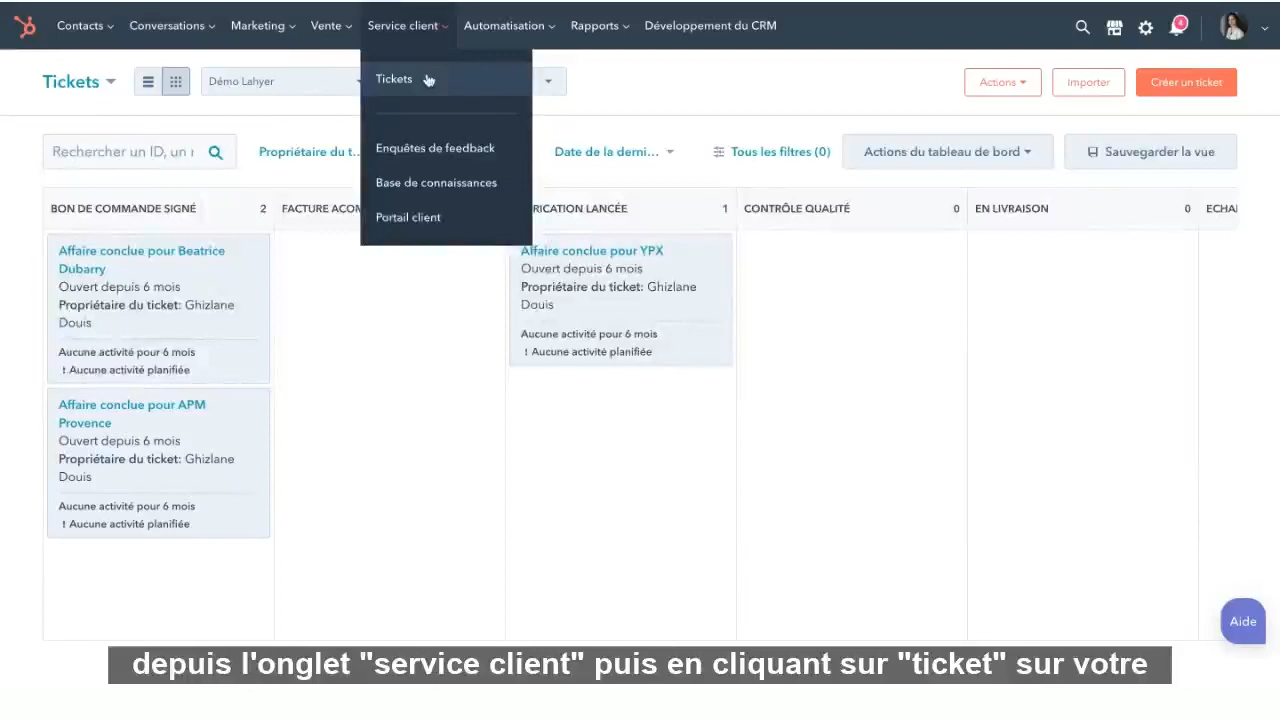 Contacts
Conversations
Marketing
Vente
Service client
Automatisation
Rapports
Développement du CRM
4
Tickets
Démo Lahyer
Tickets
Enquêtes de feedback
Base de connaissances
Portail client
Actions
Importer
Créer un ticket
Rechercher un ID, un
Propriétaire du t...
Date de la derni...
Tous les filtres (0)
Actions du tableau de bord
Sauvegarder la vue
BON DE COMMANDE SIGNÉ 2
FACTURE ACOM
RICATION LANCÉE 1
CONTRÔLE QUALITÉ 0
EN LIVRAISON 0
ECHA
Affaire conclue pour Beatrice
Dubarry
Ouvert depuis 6 mois
Propriétaire du ticket: Ghizlane
Douis
Aucune activité pour 6 mois
! Aucune activité planifiée
Affaire conclue pour APM
Provence
Ouvert depuis 6 mois
Propriétaire du ticket: Ghizlane
Douis
Aucune activité pour 6 mois
! Aucune activité planifiée
Affaire conclue pour YPX
Ouvert depuis 6 mois
Propriétaire du ticket: Ghizlane
Douis
Aucune activité pour 6 mois
! Aucune activité planifiée
Aide
depuis l'onglet "service client" puis en cliquant sur "ticket" sur votre